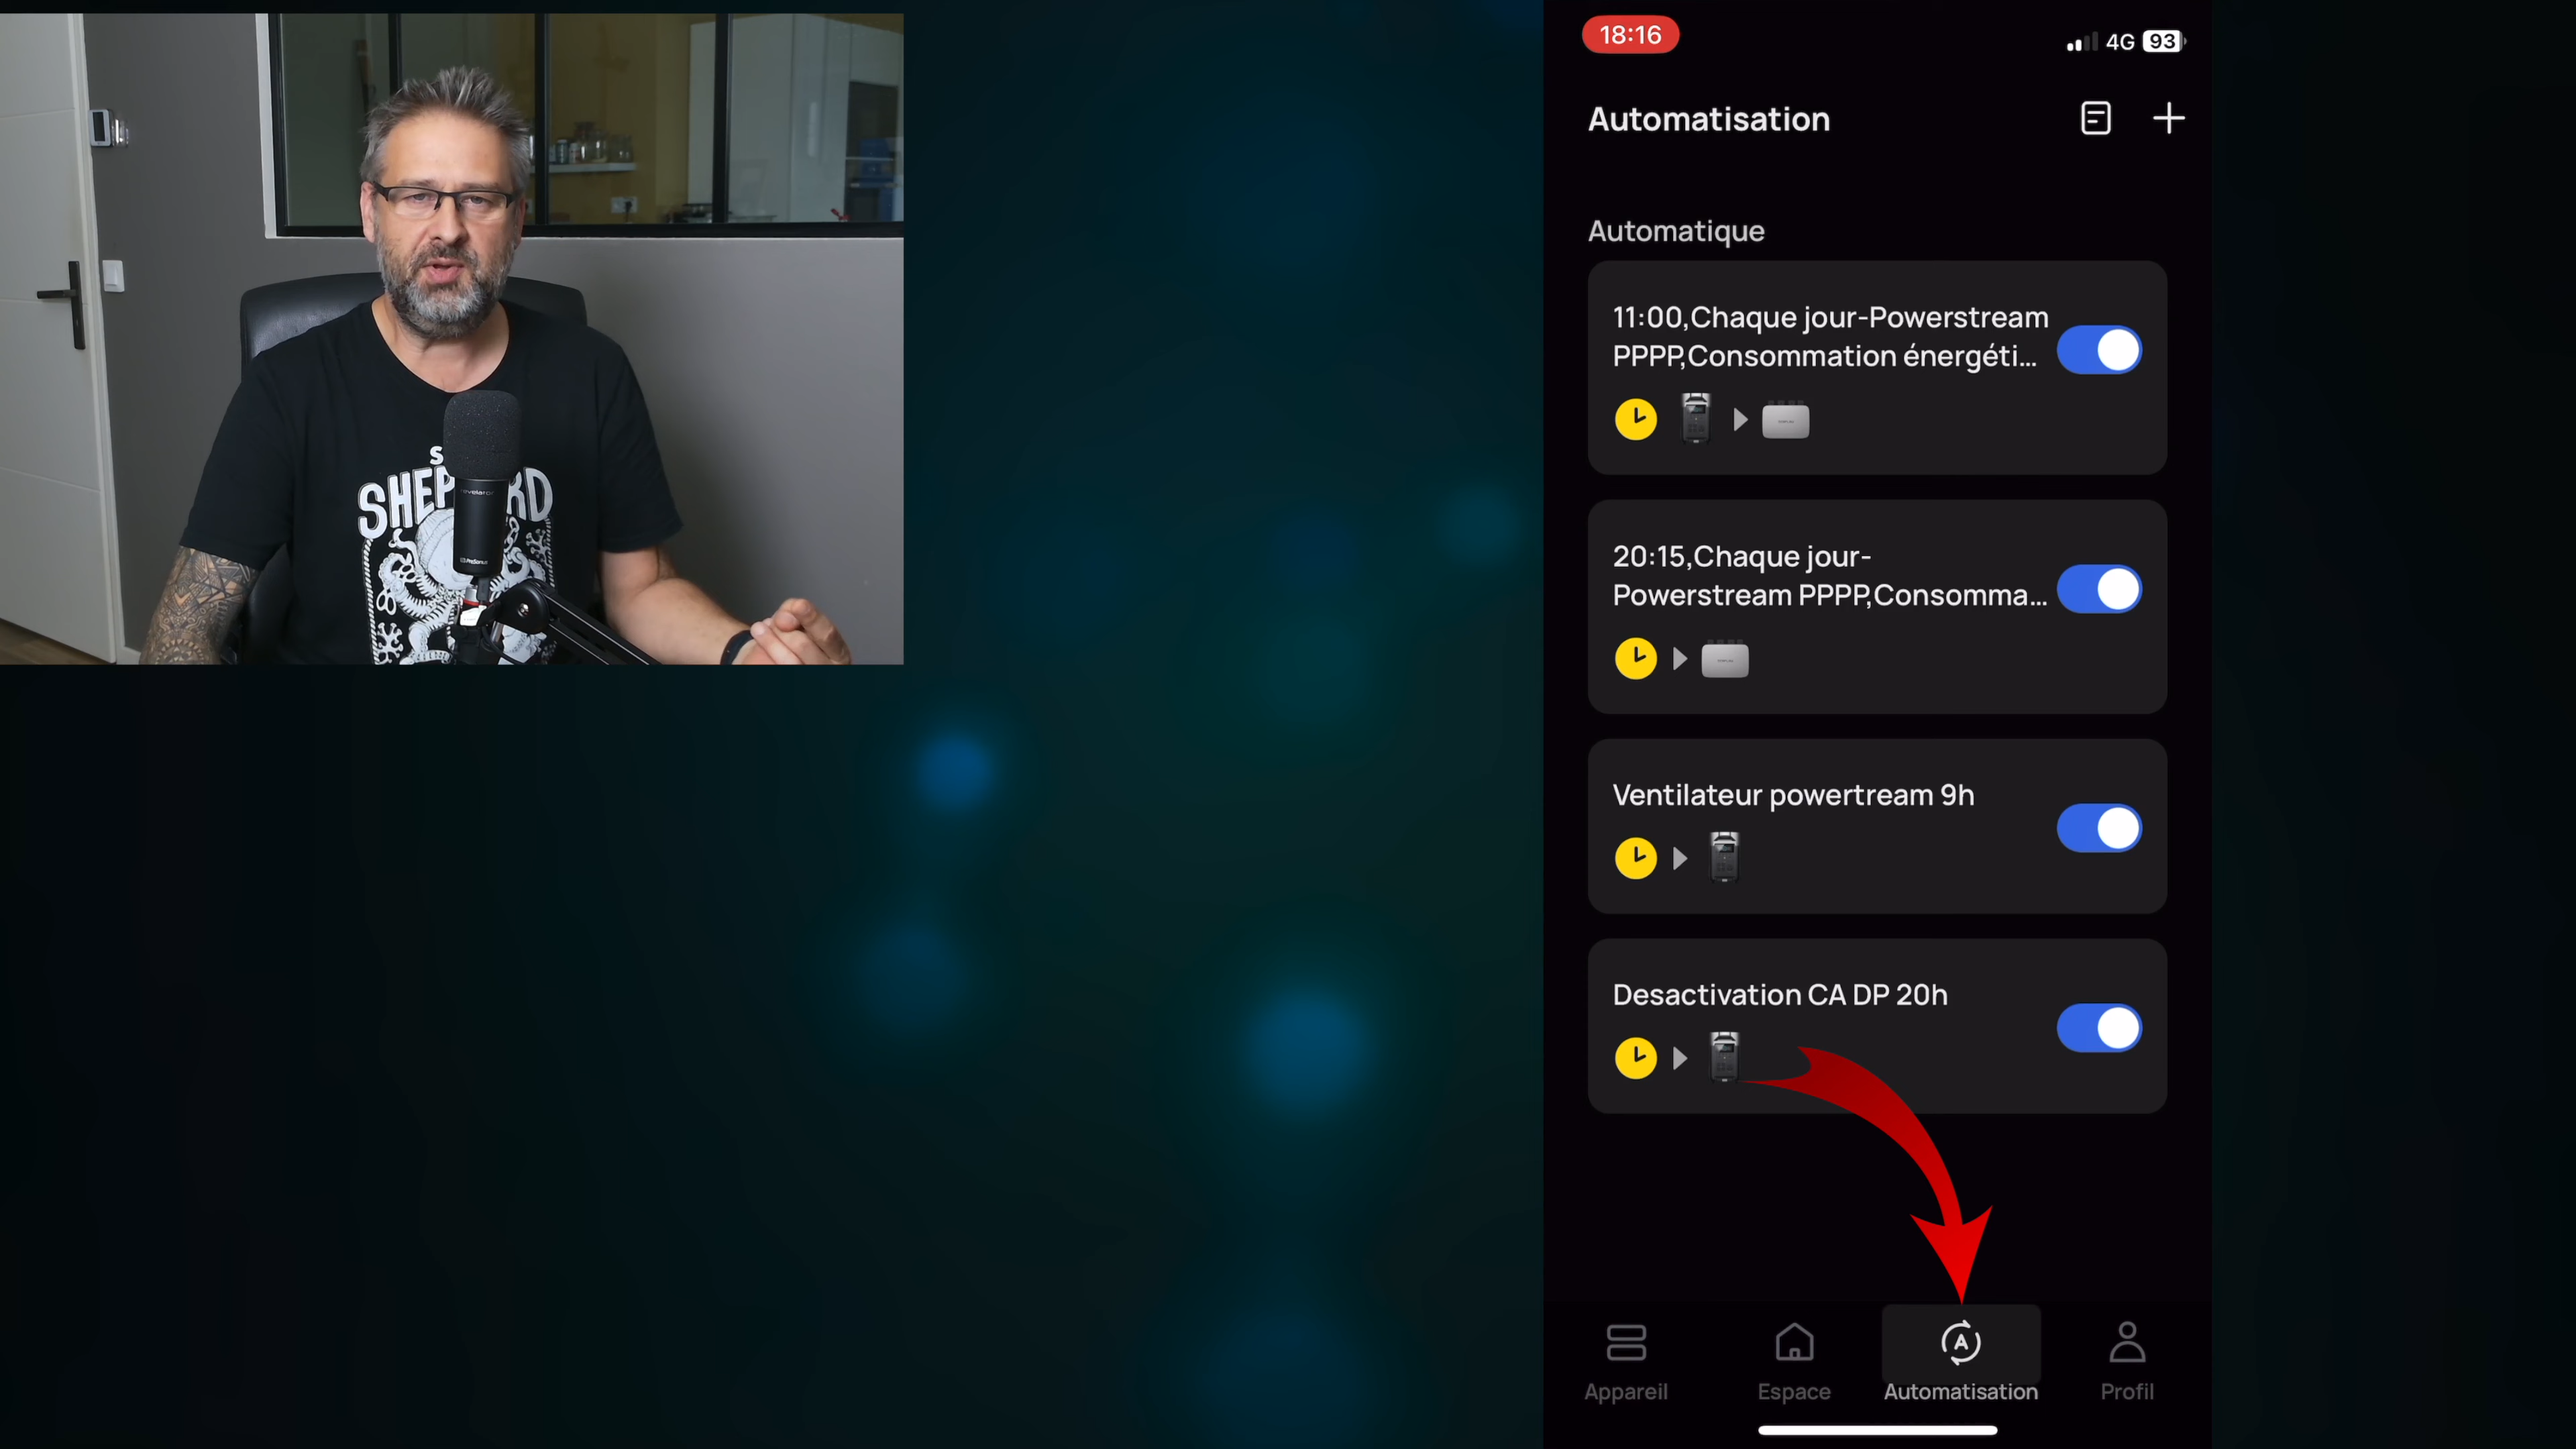 18:16
4G 93
Automatisation
Automatique
11:00,Chaque jour-Powerstream
PPPP,Consommation énergéti...
20:15,Chaque jour-
Powerstream PPPP,Consomma...
Ventilateur powertream 9h
Desactivation CA DP 20h
Appareil
Espace
Automatisation
Profil
PreSonus